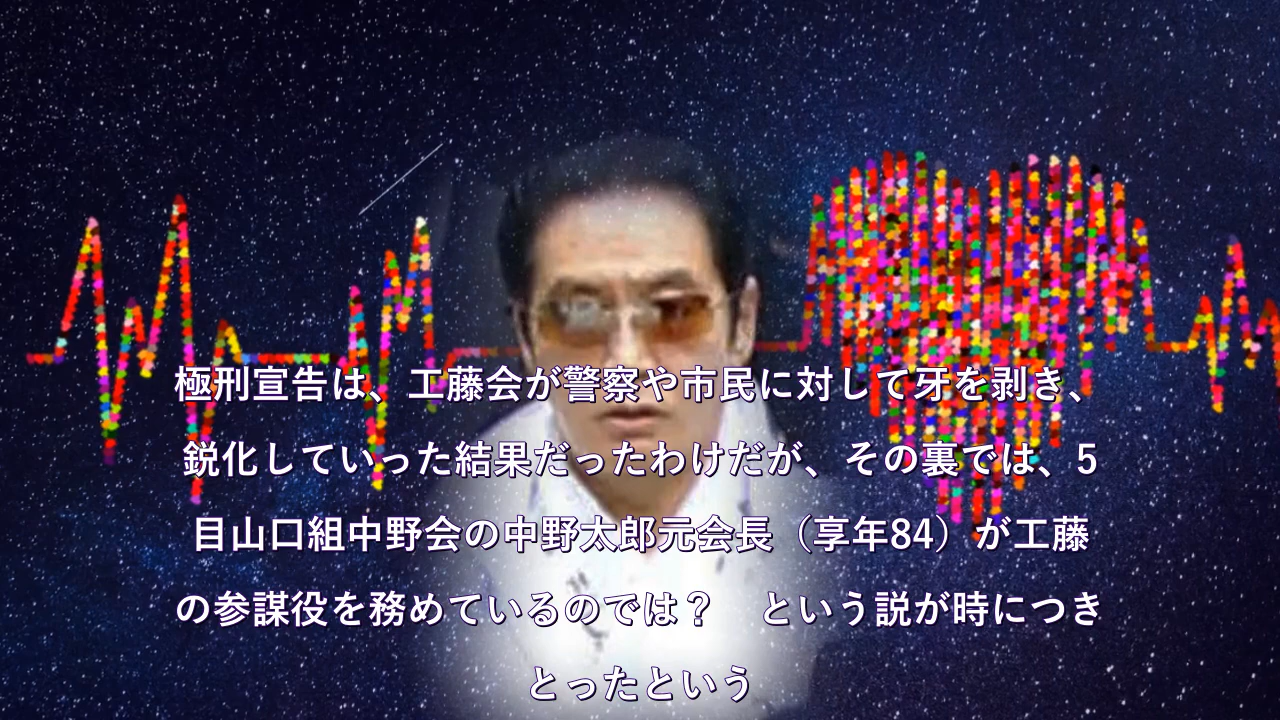 極刑宣告は、工藤会が警察や市民に対して牙を剥き、
鋭化していった結果だったわけだが、その裏では、5
目山口組中野会の中野太郎元会長（享年84）が工藤
の参謀役を務めているのでは？　という説が時につき
とったという